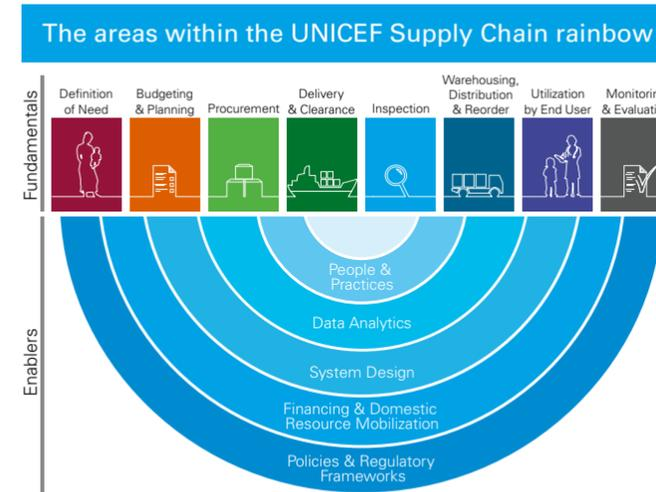 The areas within the UNICEF Supply Chain rainbow
Fundamentals
Definition
of Need
Budgeting
& Planning
Procurement
Delivery
& Clearance
Inspection
Warehousing,
Distribution
& Reorder
Utilization
by End User
&
Enablers
People &
Practices
Data Analytics
System Design
Financing & Domestic
Resource Mobilization
Policies & Regulatory
Frameworks